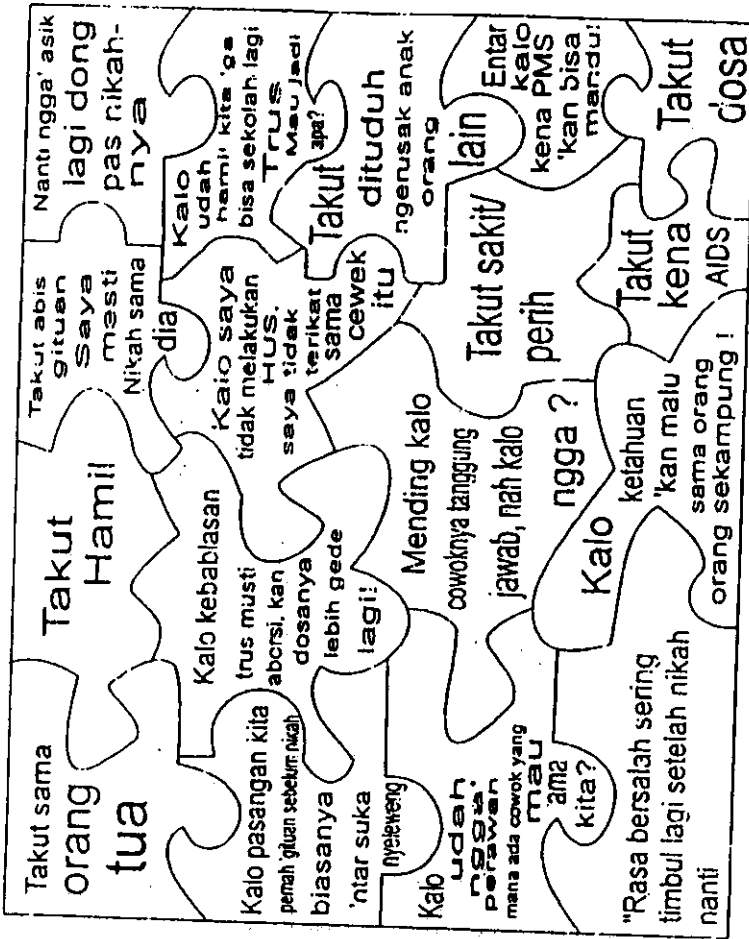 Takut sama
orang
tua
Takut
Hamil
Takut abis
gituan
Saya
mesti
Nikah sama
dia
Nanti ngga' asik
lagi dong
pas nikah-
nya
Kalo pasangan kita
pernah gituan sebelum nikah
biasanya
'ntar suka
nyeleweng
Kalo kebablasan
trus musti
aborsi, kan
dosanya
lebih gede
lagi!
Kalo saya
tidak melakukan
HUS,
saya tidak
terikat
sama
cewek
itu
Kalo
udah
hamil kita 'ga
bisa sekolah lagi
Trus
Mau jadi
apa?
Takut
dituduh
ngerusak anak
orang
lain
Kalo
udah
ngga'
perawan
mana ada cowok yang
mau
ama
kita?
Mending kalo
cowoknya tanggung
jawab, nah kalo
ngga ?
Takut sakit/
perih
Entar
kalo
kena PMS
'kan bisa
mandul!
"Rasa bersalah sering
timbul lagi setelah nikah
nanti
Kalo
ketahuan
"kan malu
sama orang
orang sekampung !
Takut
kena
AIDS
Takut
dosa